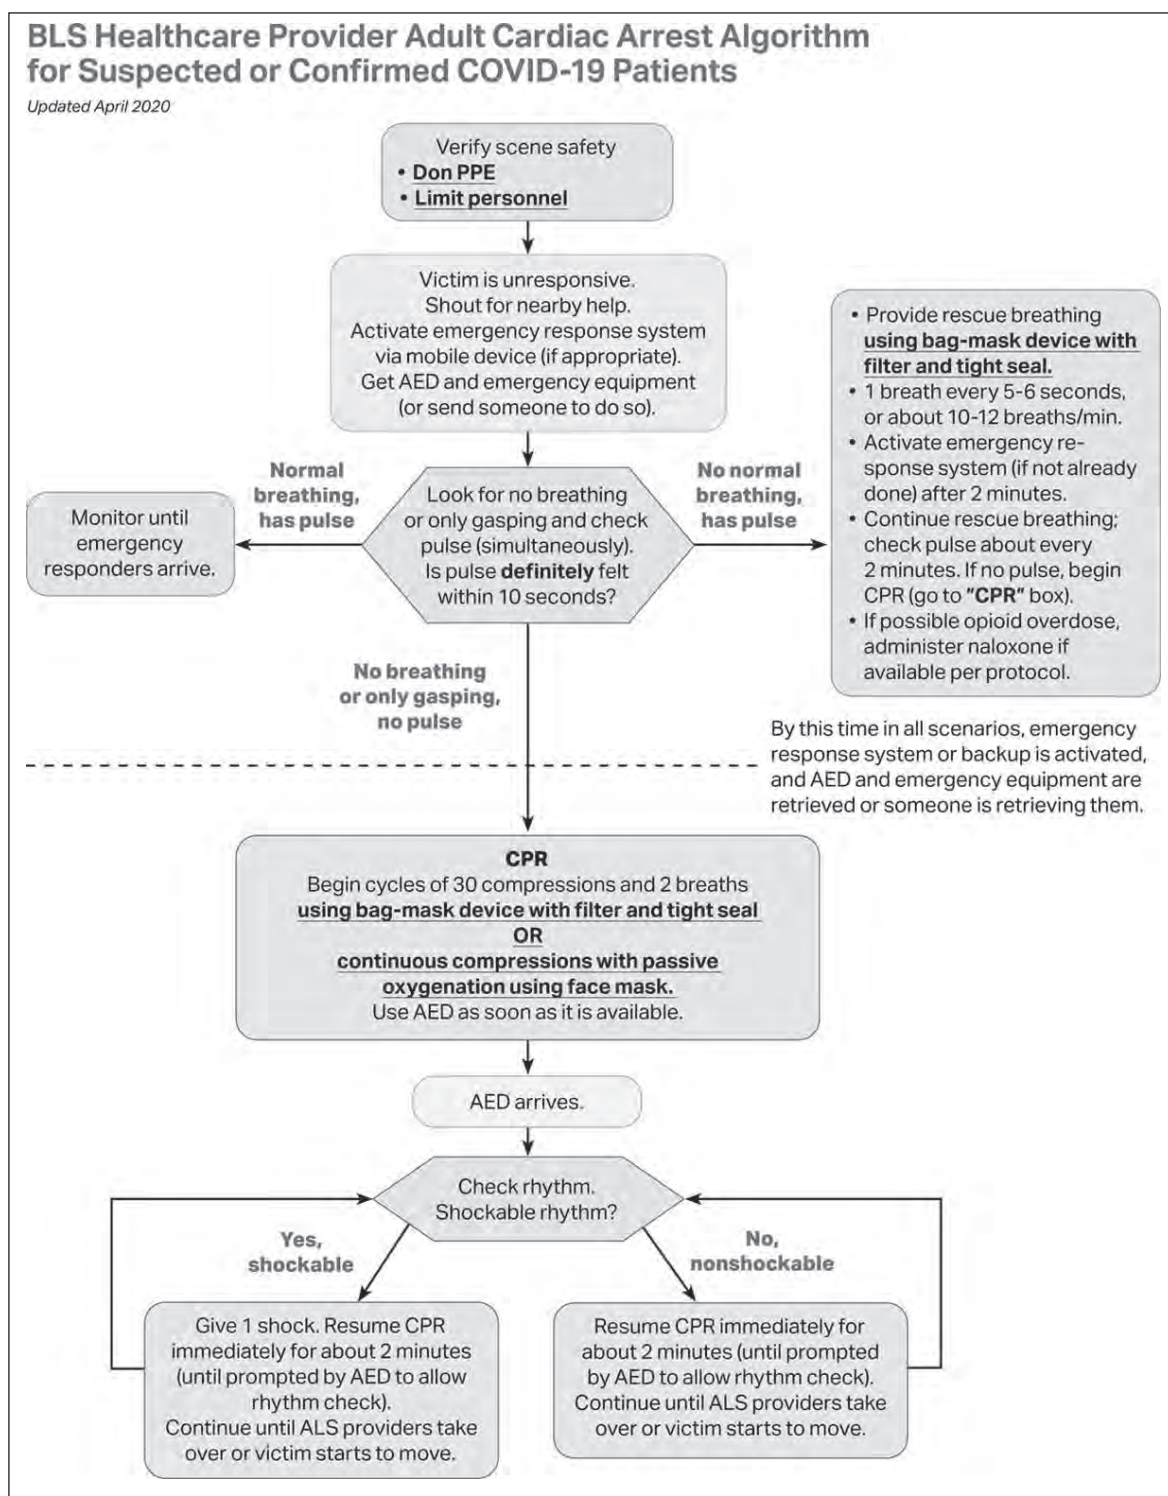 BLS Healthcare Provider Adult Cardiac Arrest Algorithm
for Suspected or Confirmed COVID-19 Patients
Updated April 2020
Verify scene safety
• Don PPE
• Limit personnel
Victim is unresponsive.
Shout for nearby help.
Activate emergency response system
via mobile device (if appropriate).
Get AED and emergency equipment
(or send someone to do so).
Normal
breathing,
has pulse
Look for no breathing
or only gasping and check
pulse (simultaneously).
Is pulse definitely felt
within 10 seconds?
No normal
breathing,
has pulse
Monitor until
emergency
responders arrive.
• Provide rescue breathing
using bag-mask device with
filter and tight seal.
• 1 breath every 5-6 seconds,
or about 10-12 breaths/min.
• Activate emergency re-
sponse system (if not already
done) after 2 minutes.
• Continue rescue breathing;
check pulse about every
2 minutes. If no pulse, begin
CPR (go to "CPR" box).
• If possible opioid overdose,
administer naloxone if
available per protocol.
No breathing
or only gasping,
no pulse
By this time in all scenarios, emergency
response system or backup is activated,
and AED and emergency equipment are
retrieved or someone is retrieving them.
CPR
Begin cycles of 30 compressions and 2 breaths
using bag-mask device with filter and tight seal
OR
continuous compressions with passive
oxygenation using face mask.
Use AED as soon as it is available.
AED arrives.
Check rhythm.
Shockable rhythm?
Yes,
shockable
No,
nonshockable
Give 1 shock. Resume CPR
immediately for about 2 minutes
(until prompted by AED to allow
rhythm check).
Continue until ALS providers take
over or victim starts to move.
Resume CPR immediately for
about 2 minutes (until prompted
by AED to allow rhythm check).
Continue until ALS providers take
over or victim starts to move.